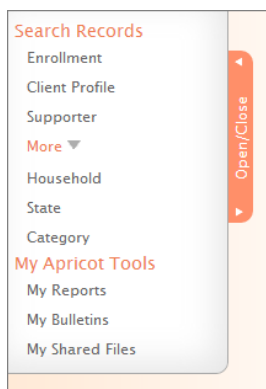 Search Records
Enrollment
Client Profile
Supporter
More
Household
State
Category
My Apricot Tools
My Reports
My Bulletins
My Shared Files
Open/Close